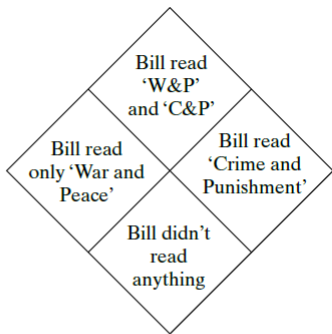 Bill read
‘W&P’
and ‘C&P’
Bill read
only ‘War and
Peace’
Bill read
‘Crime and
Punishment’
Bill didn’t
read
anything